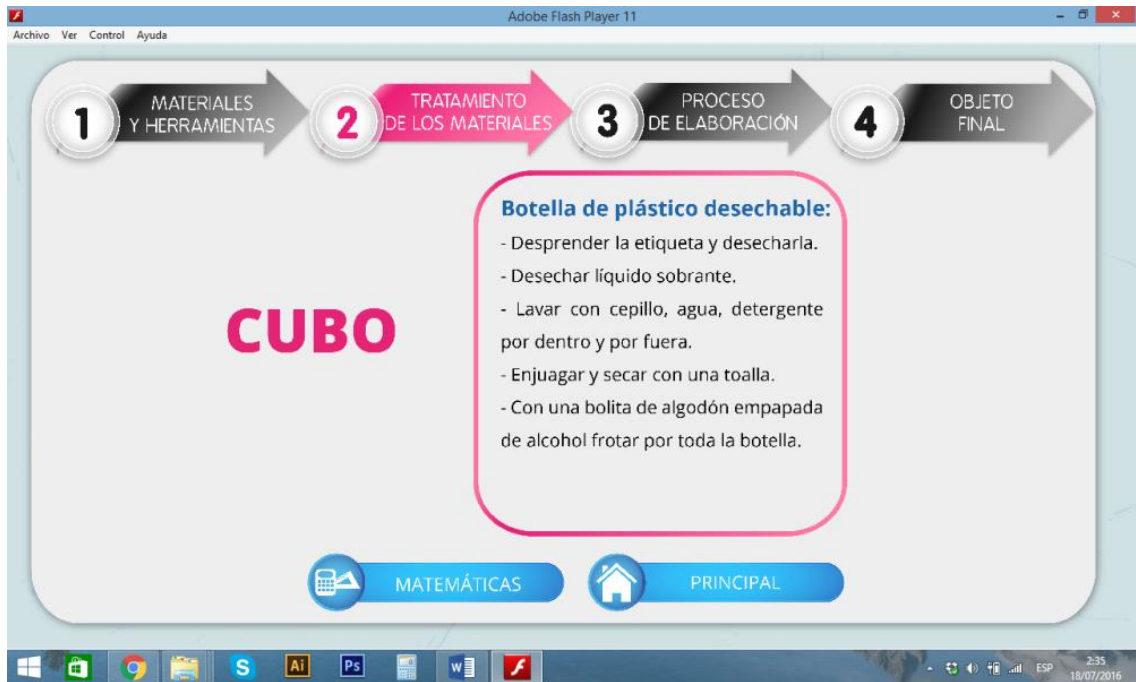 Adobe Flash Player 11
Archivo Ver Control Ayuda
1 MATERIALES
Y HERRAMIENTAS
2 TRATAMIENTO
DE LOS MATERIALES
3 PROCESO
DE ELABORACIÓN
4 OBJETO
FINAL
CUBO
Botella de plástico desechable:
- Desprender la etiqueta y desecharla.
- Desechar líquido sobrante.
- Lavar con cepillo, agua, detergente
por dentro y por fuera.
- Enjuagar y secar con una toalla.
- Con una bolita de algodón empapada
de alcohol frotar por toda la botella.
MATEMÁTICAS
PRINCIPAL
S Ai Ps W
ESP
2:35
18/07/2016